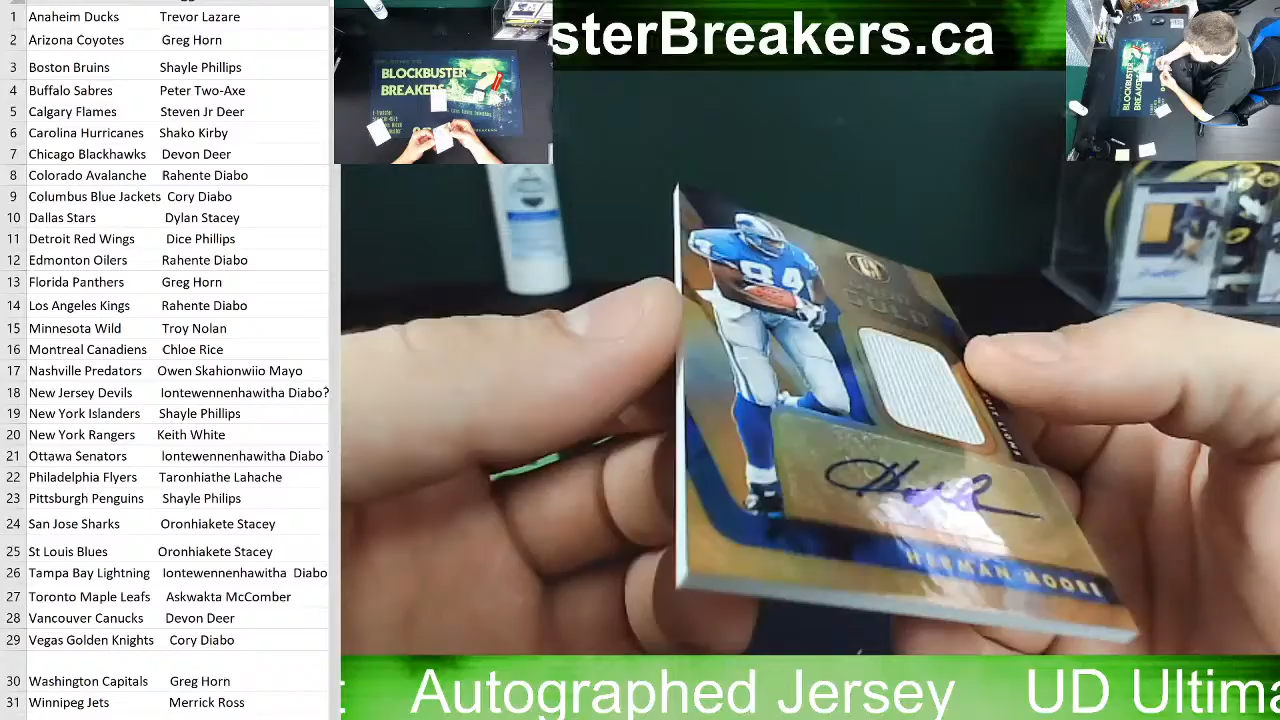 1 Anaheim Ducks Trevor Lazare
2 Arizona Coyotes Greg Horn
Boston Bruins Shayle Phillips
4 Buffalo Sabres Peter Two-Axe
Calgary Flames Steven Jr Deer
6 Carolina Hurricanes Shako Kirby
7 Chicago Blackhawks Devon Deer
8 Colorado Avalanche Rahente Diabo
9 Columbus Blue Jackets Cory Diabo
10 Dallas Stars Dylan Stacey
11 Detroit Red Wings Dice Phillips
12 Edmonton Oilers Rahente Diabo
13 Florida Panthers Greg Horn
14 Los Angeles Kings Rahente Diabo
15 Minnesota Wild Troy Nolan
16 Montreal Canadiens Chloe Rice
17 Nashville Predators Owen Skahionwiio Mayo
18 New Jersey Devils Iontewennenhawitha Diabo?
19 New York Islanders Shayle Phillips
20 New York Rangers Keith White
21 Ottawa Senators Iontewennenhawitha Diabo
22 Philadelphia Flyers Taronhiathe Lahache
23 Pittsburgh Penguins Shayle Philips
24 San Jose Sharks Oronhiakete Stacey
25 St Louis Blues Oronhiakete Stacey
26 Tampa Bay Lightning Iontewennenhawitha Diabo
27 Toronto Maple Leafs Askwakta McComber
28 Vancouver Canucks Devon Deer
29 Vegas Golden Knights Cory Diabo
30 Washington Capitals Greg Horn
31 Winnipeg Jets Merrick Ross
BLOCKBUSTER
BREAKERS
sterBreakers.ca
BLOCKBUSTER
BREAKERS
84
GOLD
LIONS
HERMAN MOORE
Autographed Jersey UD Ultima